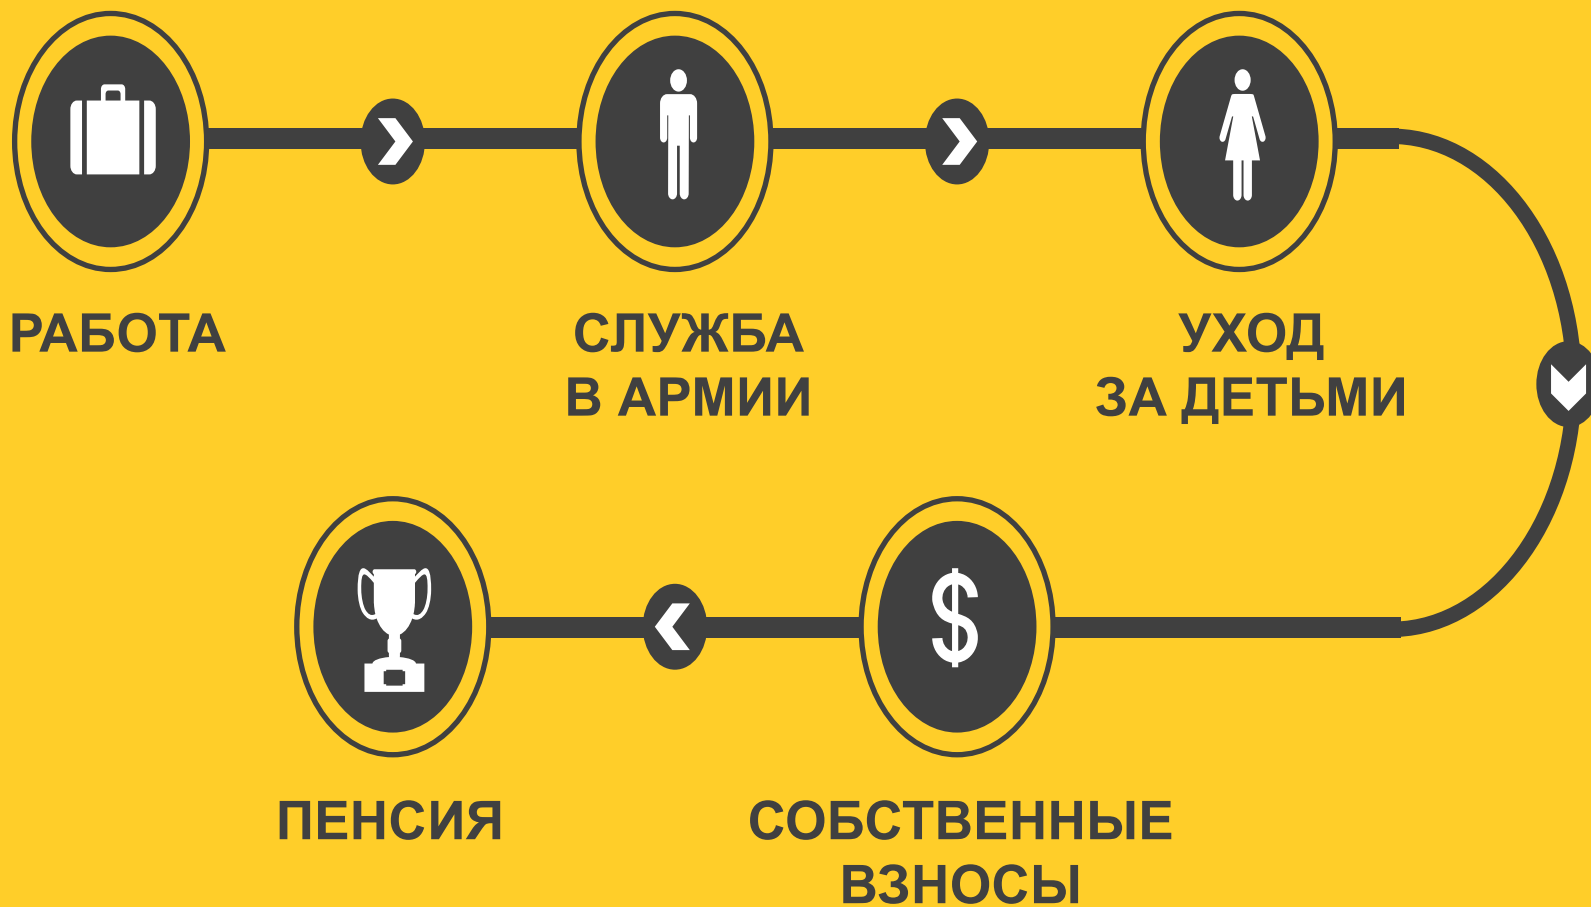 РАБОТА
СЛУЖБА
В АРМИИ
УХОД
ЗА ДЕТЬМИ
ПЕНСИЯ
СОБСТВЕННЫЕ
ВЗНОСЫ